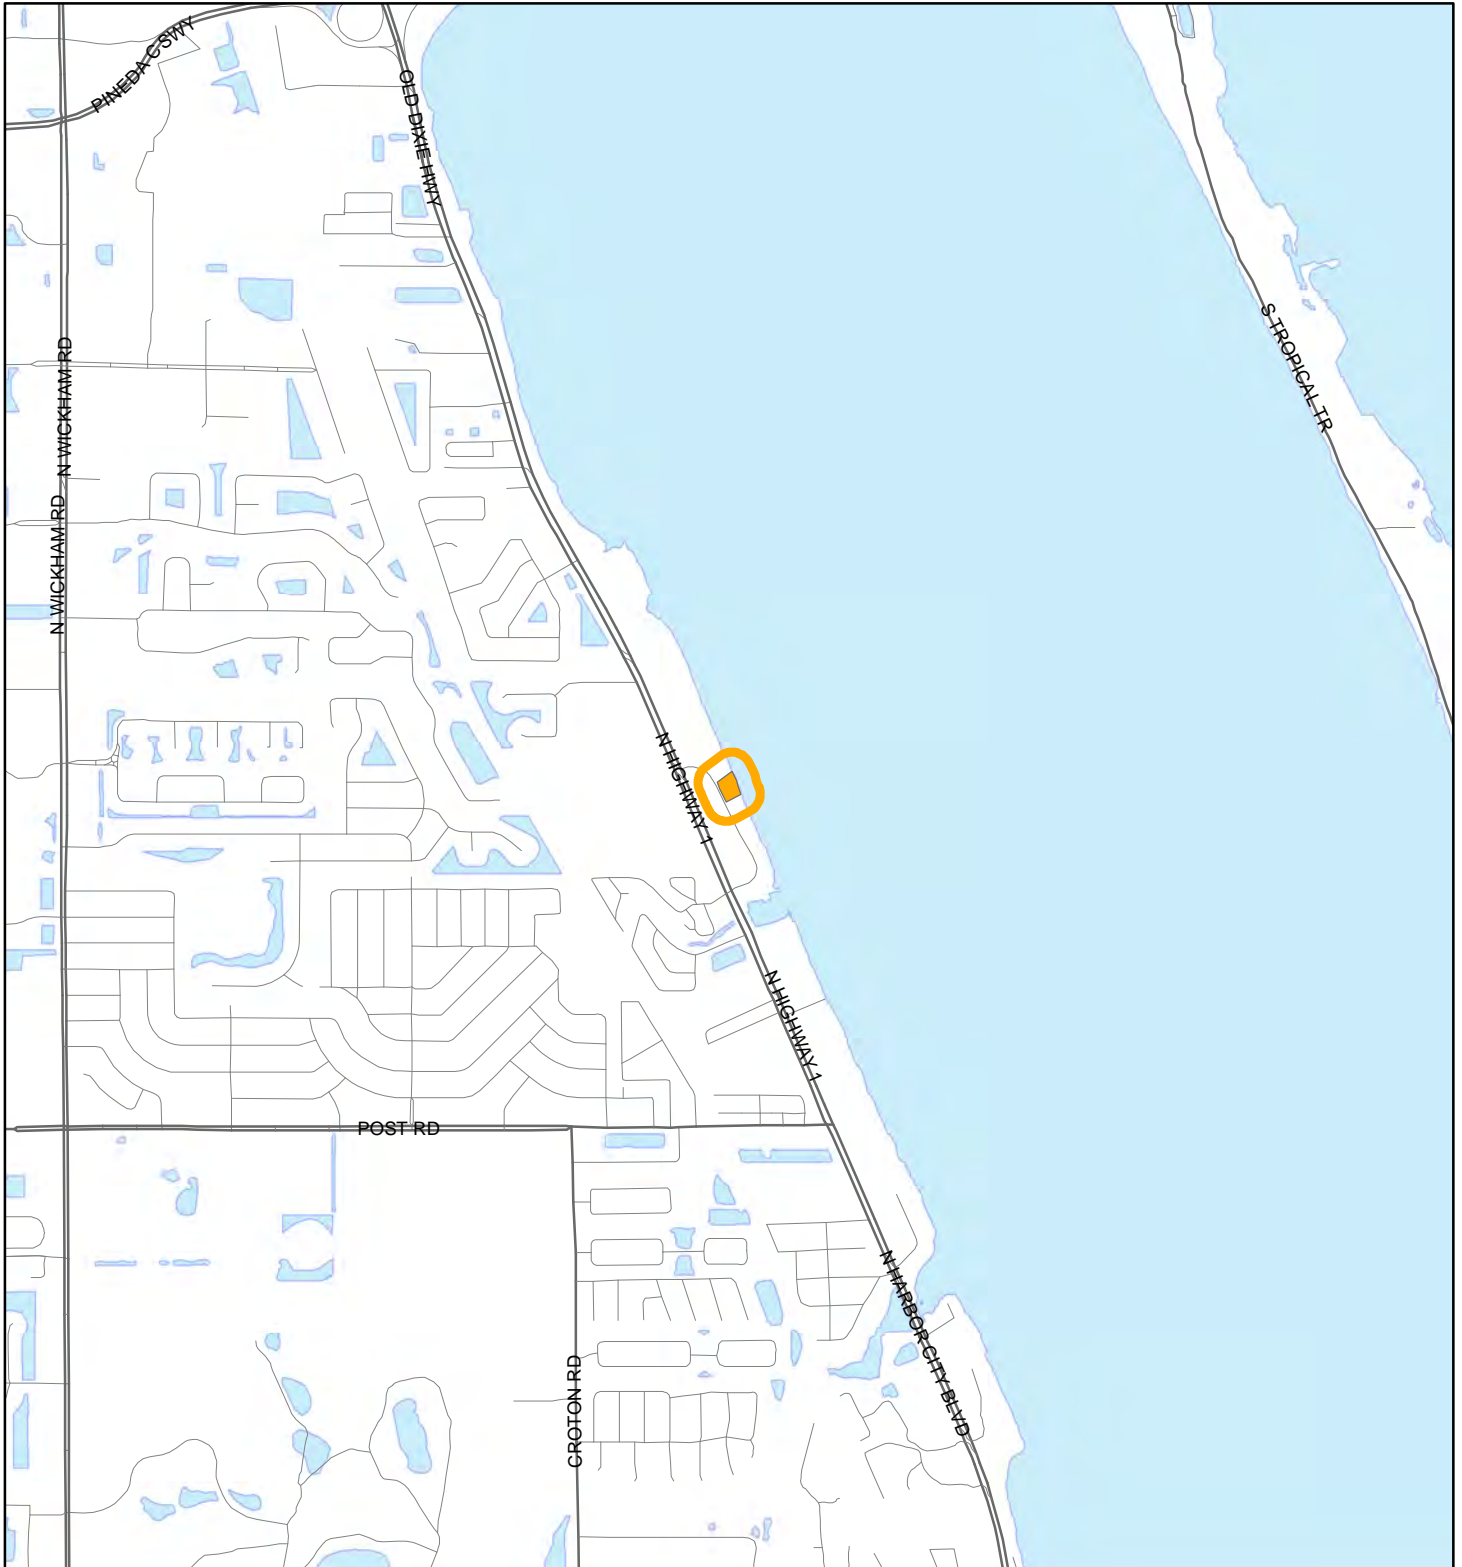 PINEDA CSWY
OLD DIXIE HWY
S TROPICAL TR
N WICKHAM RD
N WICKHAM RD
N HIGHWAY 1
N HIGHWAY 1
POST RD
N HARBOR CITY BLVD
CROTON RD